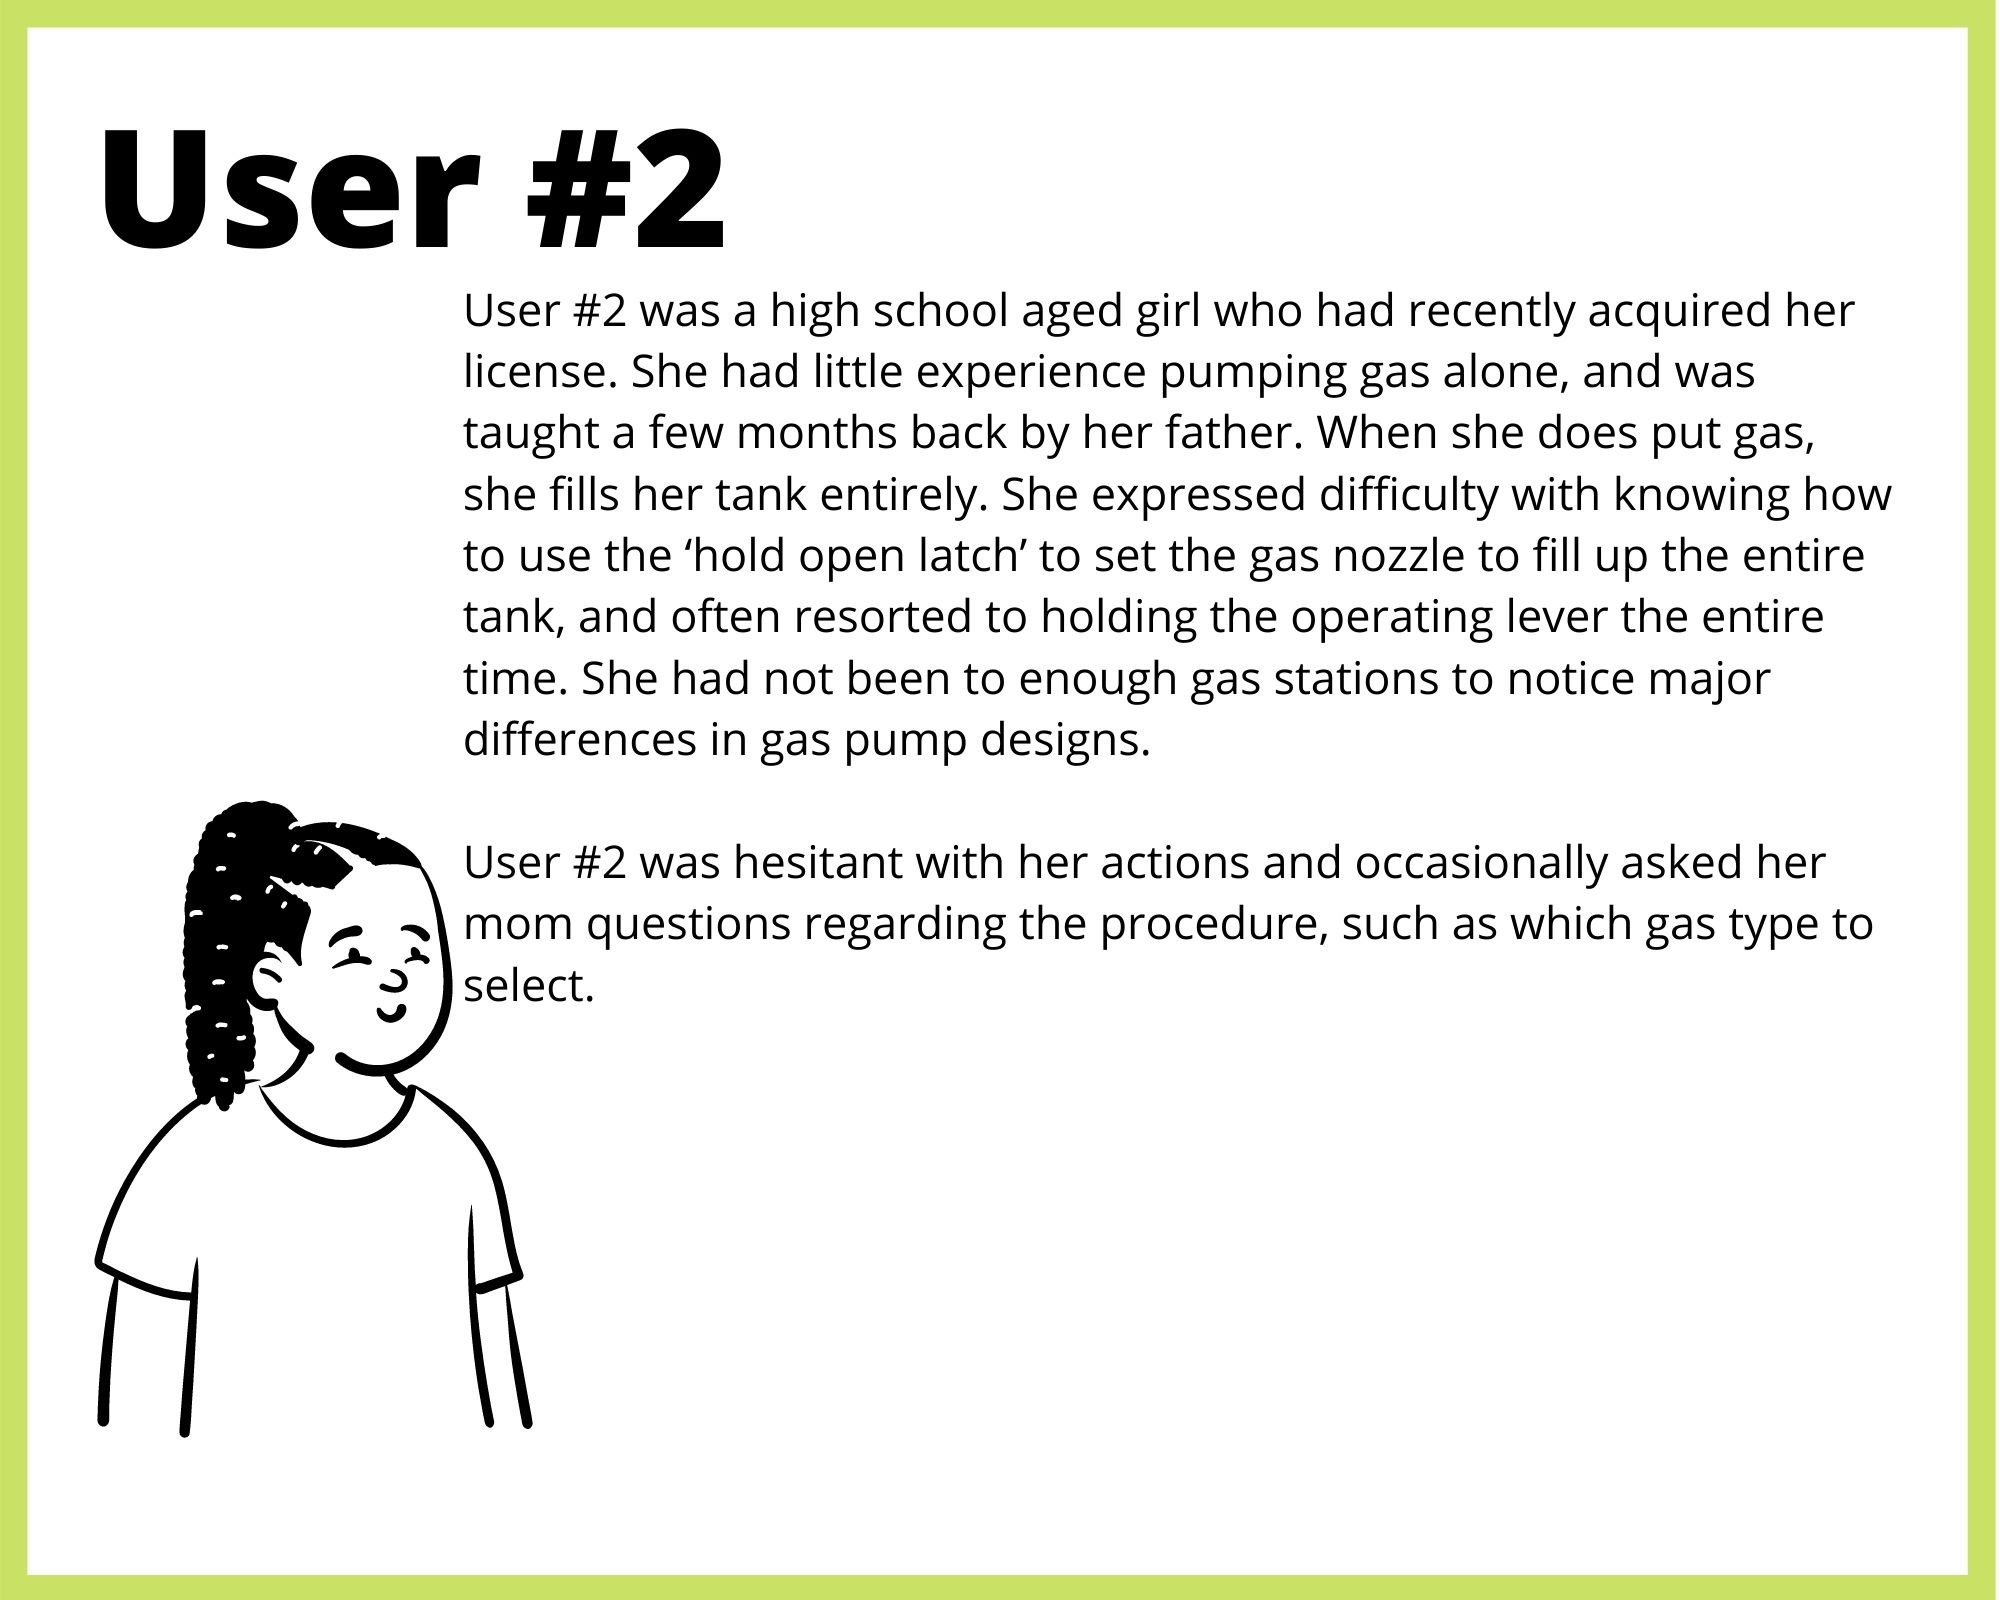 User #2
User #2 was a high school aged girl who had recently acquired her
license. She had little experience pumping gas alone, and was
taught a few months back by her father. When she does put gas,
she fills her tank entirely. She expressed difficulty with knowing how
to use the ‘hold open latch’ to set the gas nozzle to fill up the entire
tank, and often resorted to holding the operating lever the entire
time. She had not been to enough gas stations to notice major
differences in gas pump designs.
User #2 was hesitant with her actions and occasionally asked her
mom questions regarding the procedure, such as which gas type to
select.